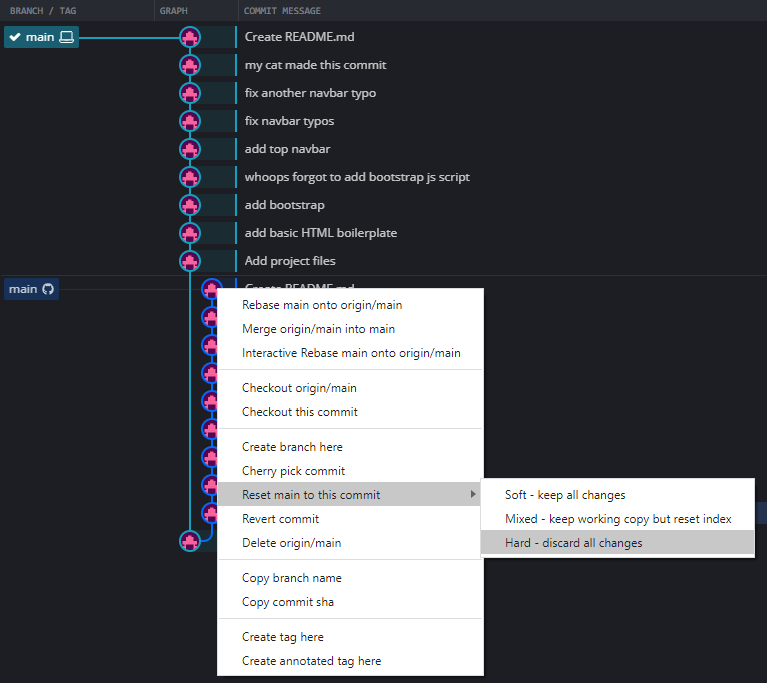 BRANCH / TAG GRAPH COMMIT MESSAGE
main Create README.md
my cat made this commit
fix another navbar typo
fix navbar typos
add top navbar
whoops forgot to add bootstrap js script
add bootstrap
add basic HTML boilerplate
Add project files
main Create README.md
Rebase main onto origin/main
Merge origin/main into main
Interactive Rebase main onto origin/main
Checkout origin/main
Checkout this commit
Create branch here
Cherry pick commit
Reset main to this commit
Soft - keep all changes
Revert commit
Mixed - keep working copy but reset index
Delete origin/main
Hard - discard all changes
Copy branch name
Copy commit sha
Create tag here
Create annotated tag here